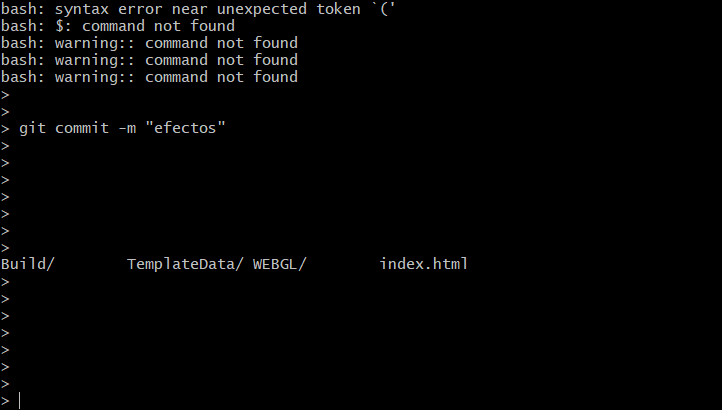 bash: syntax error near unexpected token `('
bash: $: command not found
bash: warning:: command not found
bash: warning:: command not found
bash: warning:: command not found
>
>
> git commit -m "efectos"
>
>
>
>
>
>
>
Build/        TemplateData/ WEBGL/        index.html
>
>
>
>
>
>
>
>